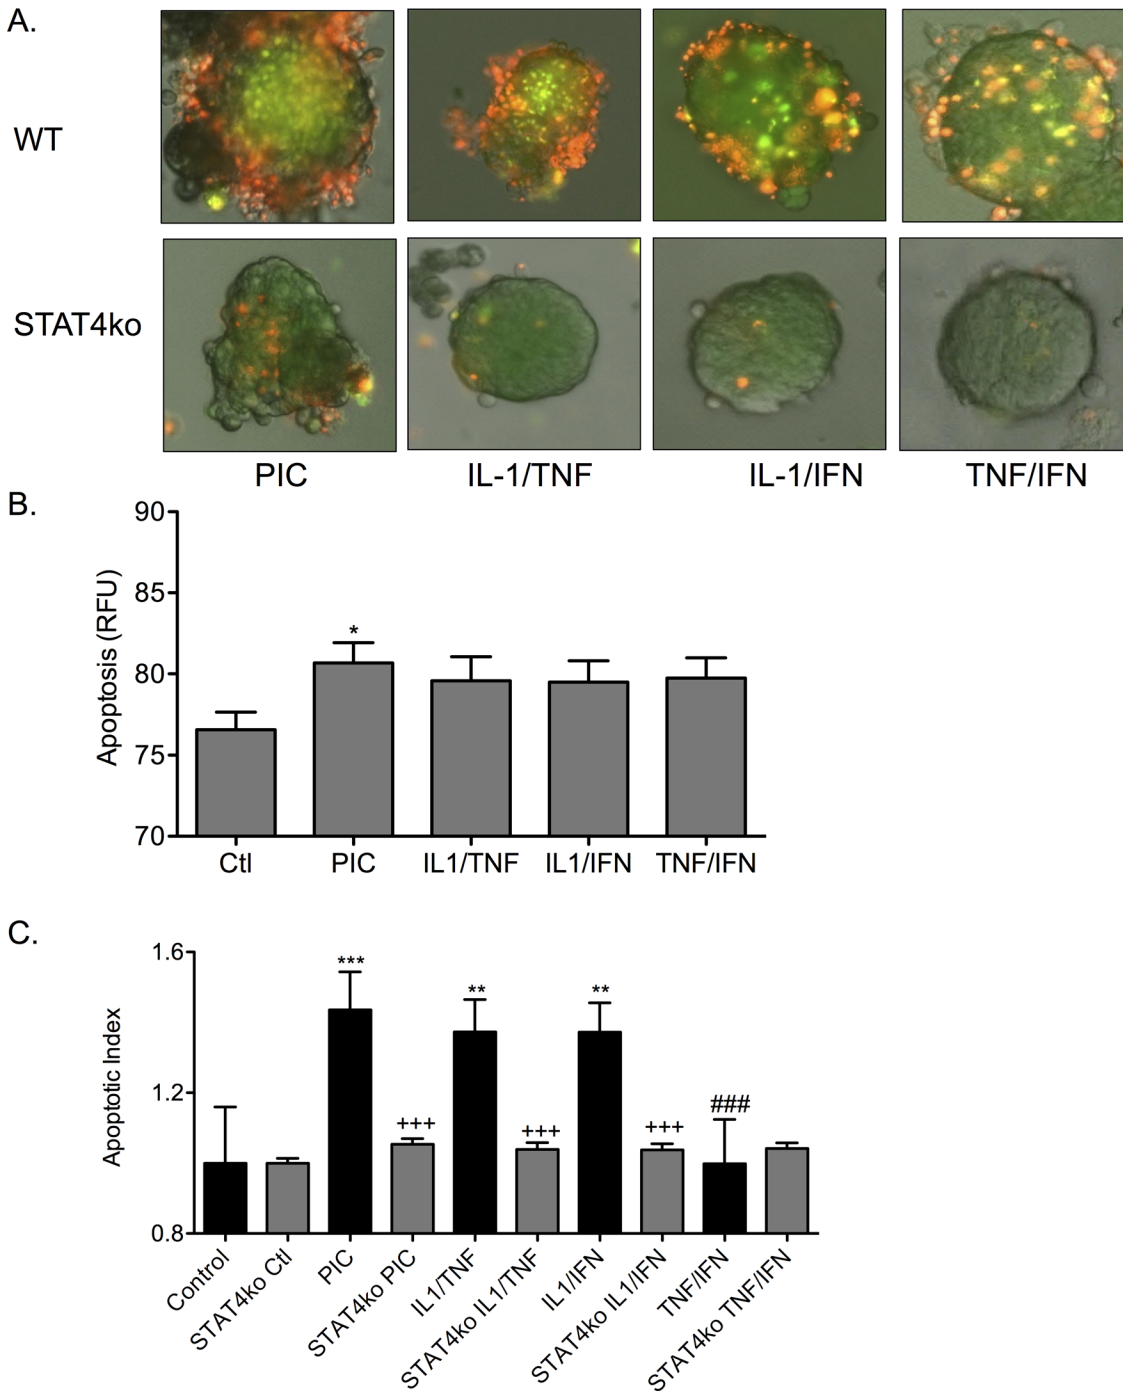 A.
WT
STAT4ko
PIC IL-1/TNF IL-1/IFN TNF/IFN
B.
90
85
80
75
70
Apoptosis (RFU)
*
Ctl PIC IL1/TNF IL1/IFN TNF/IFN
C.
1.6
1.2
0.8
Apoptotic Index
*** ** **
+++ +++ +++ ###
Control
STAT4ko Ctl
PIC
STAT4ko PIC
IL1/TNF
STAT4ko IL1/TNF
IL1/IFN
STAT4ko IL1/IFN
TNF/IFN
STAT4ko TNF/IFN